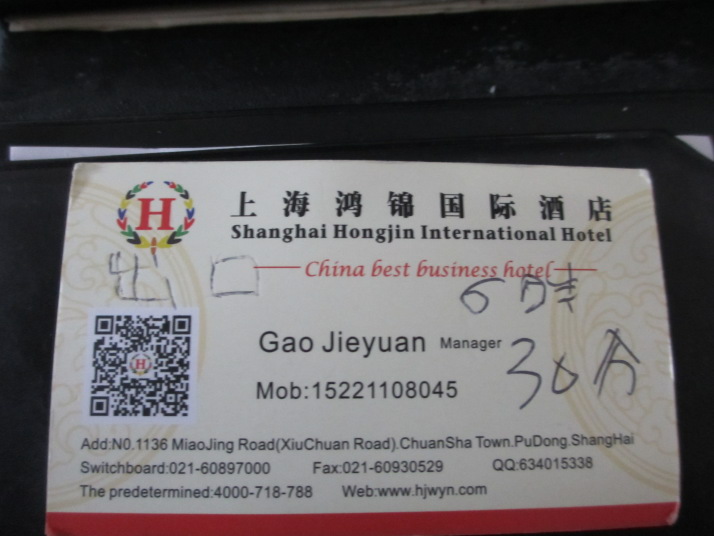 H
上海鸿锦国际酒店
Shanghai Hongjin International Hotel
China best business hotel
出口
6时
30分
Gao Jieyuan Manager
Mob:15221108045
Add:N0.1136 MiaoJing Road(XiuChuan Road).ChuanSha Town.PuDong.ShangHai
Switchboard:021-60897000 Fax:021-60930529 QQ:634015338
The predetermined:4000-718-788 Web:www.hjwyn.com